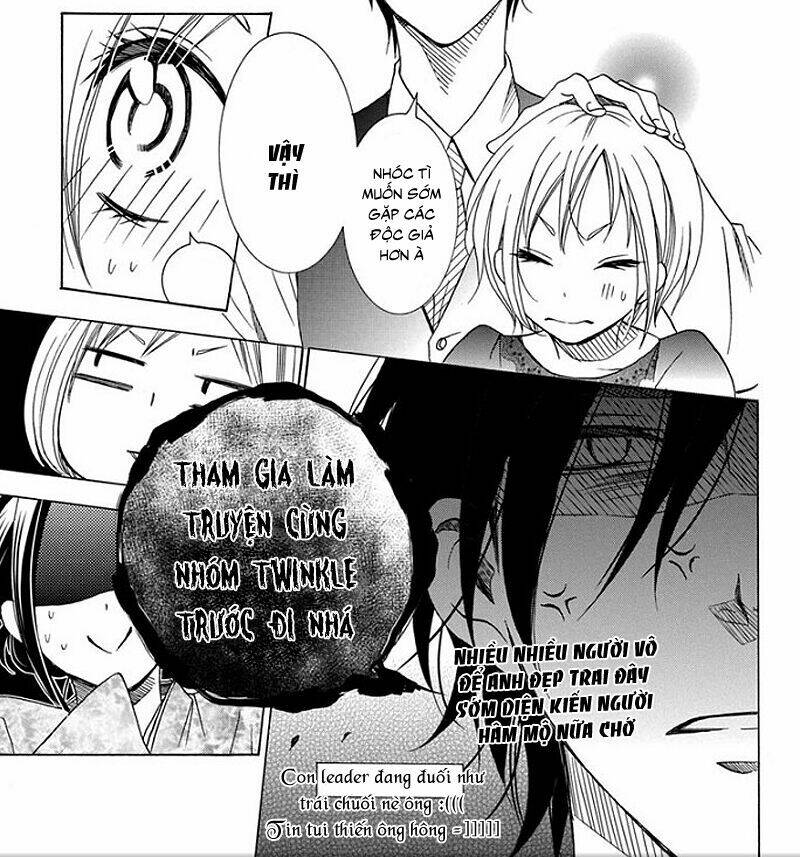 NHÓC TÌ
MUỐN SỚM
GẶP CÁC
ĐỘC GIẢ
HƠN À
VẬY
THÌ
THAM GIA LÀM
TRUYỆN CÙNG
NHÓM TWINKLE
TRƯỚC ĐI NHÁ
NHIỀU NHIỀU NGƯỜI VÔ
ĐỂ ANH ĐẸP TRAI ĐÂY
SỚM DIỆN KIẾN NGƯỜI
HÂM MỘ NỮA CHỚ
Con leader đang đuối như
trái chuối nè ông :(((
Tin tui thiến ông hông =]]]]]